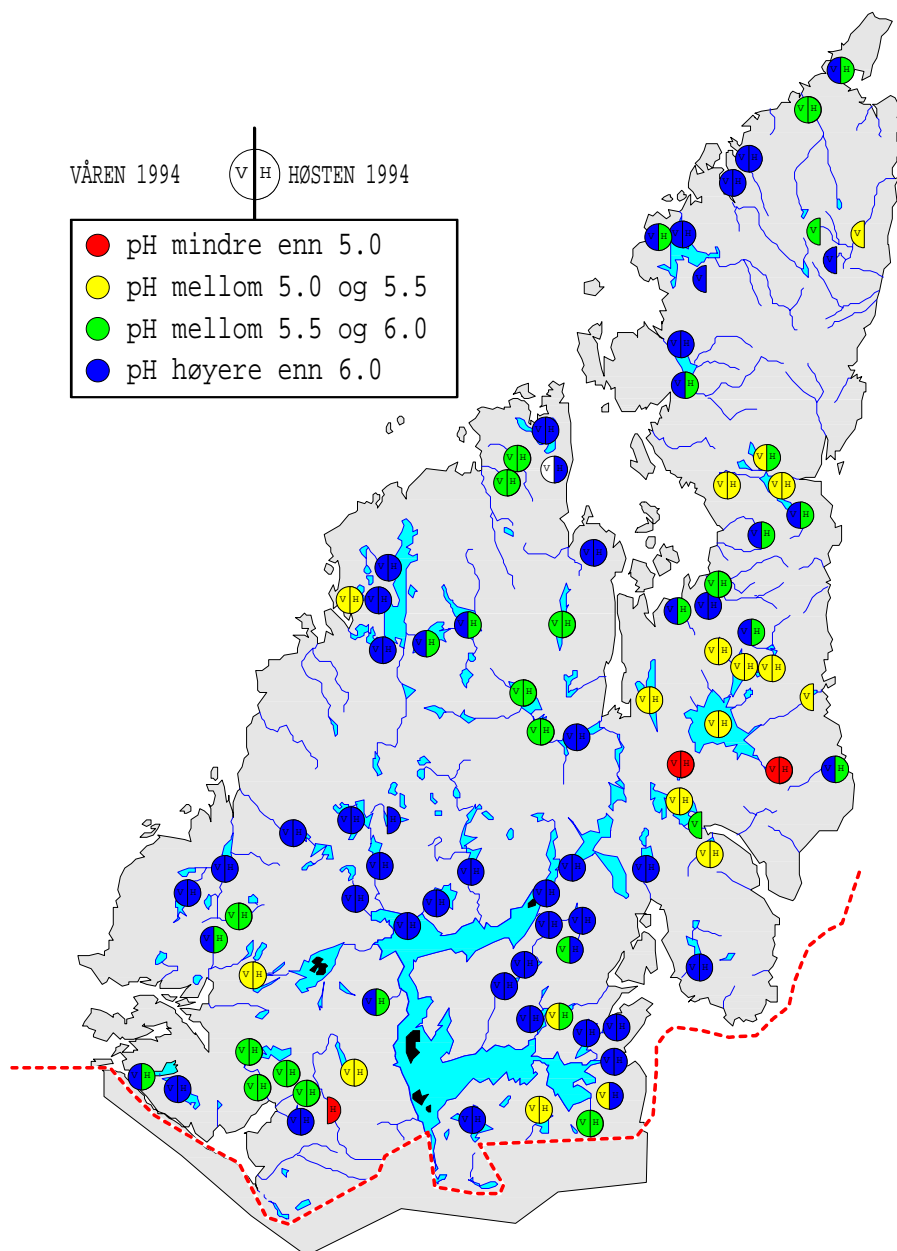 VÅREN 1994 V H HØSTEN 1994
pH mindre enn 5.0
pH mellom 5.0 og 5.5
pH mellom 5.5 og 6.0
pH høyere enn 6.0